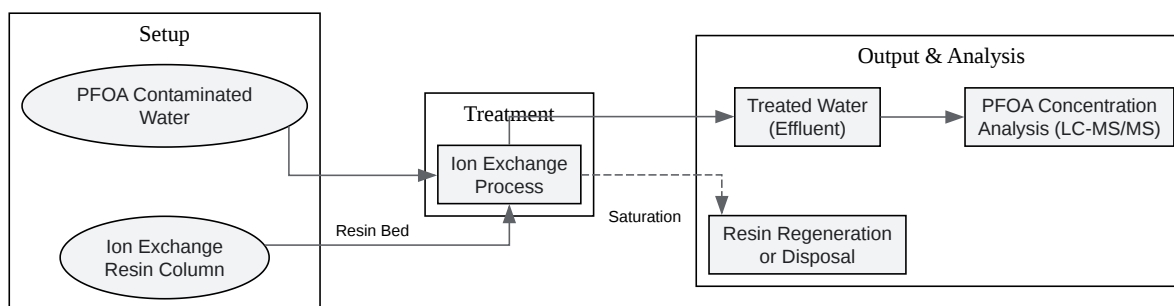 Setup
PFOA Contaminated
Water
Ion Exchange
Resin Column
Resin Bed
Treatment
Ion Exchange
Process
Saturation
Output & Analysis
Treated Water
(Effluent)
PFOA Concentration
Analysis (LC-MS/MS)
Resin Regeneration
or Disposal